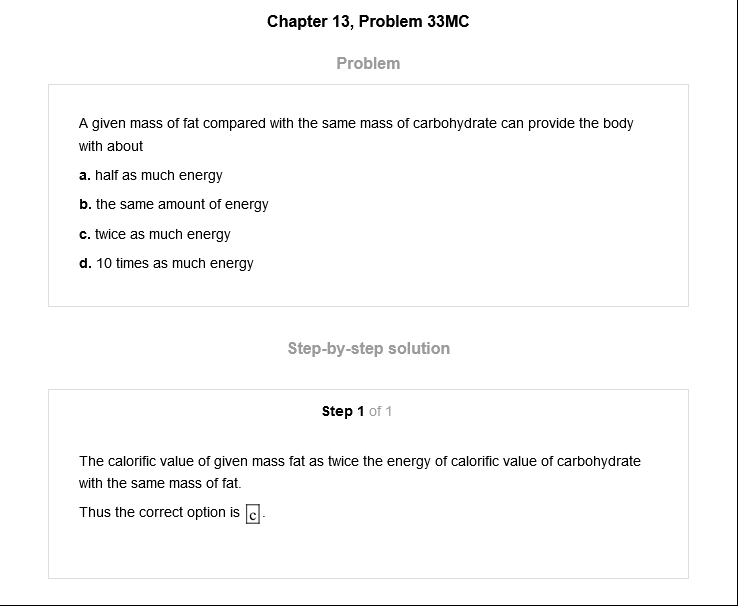 Chapter 13, Problem 33MC
Problem
A given mass of fat compared with the same mass of carbohydrate can provide the body
with about
a. half as much energy
b. the same amount of energy
c. twice as much energy
d. 10 times as much energy
Step-by-step solution
Step 1 of 1
The calorific value of given mass fat as twice the energy of calorific value of carbohydrate
with the same mass of fat.
Thus the correct option is c.